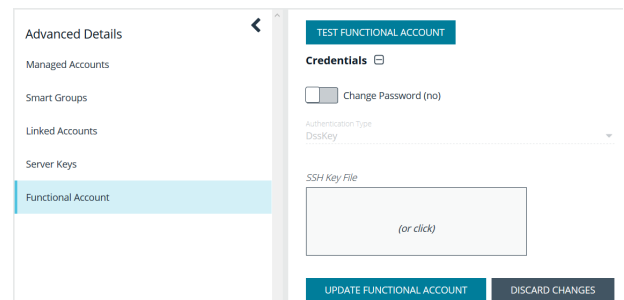 Advanced Details
Managed Accounts
Smart Groups
Linked Accounts
Server Keys
Functional Account
TEST FUNCTIONAL ACCOUNT
Credentials
Change Password (no)
Authentication Type
DssKey
SSH Key File
(or click)
UPDATE FUNCTIONAL ACCOUNT
DISCARD CHANGES